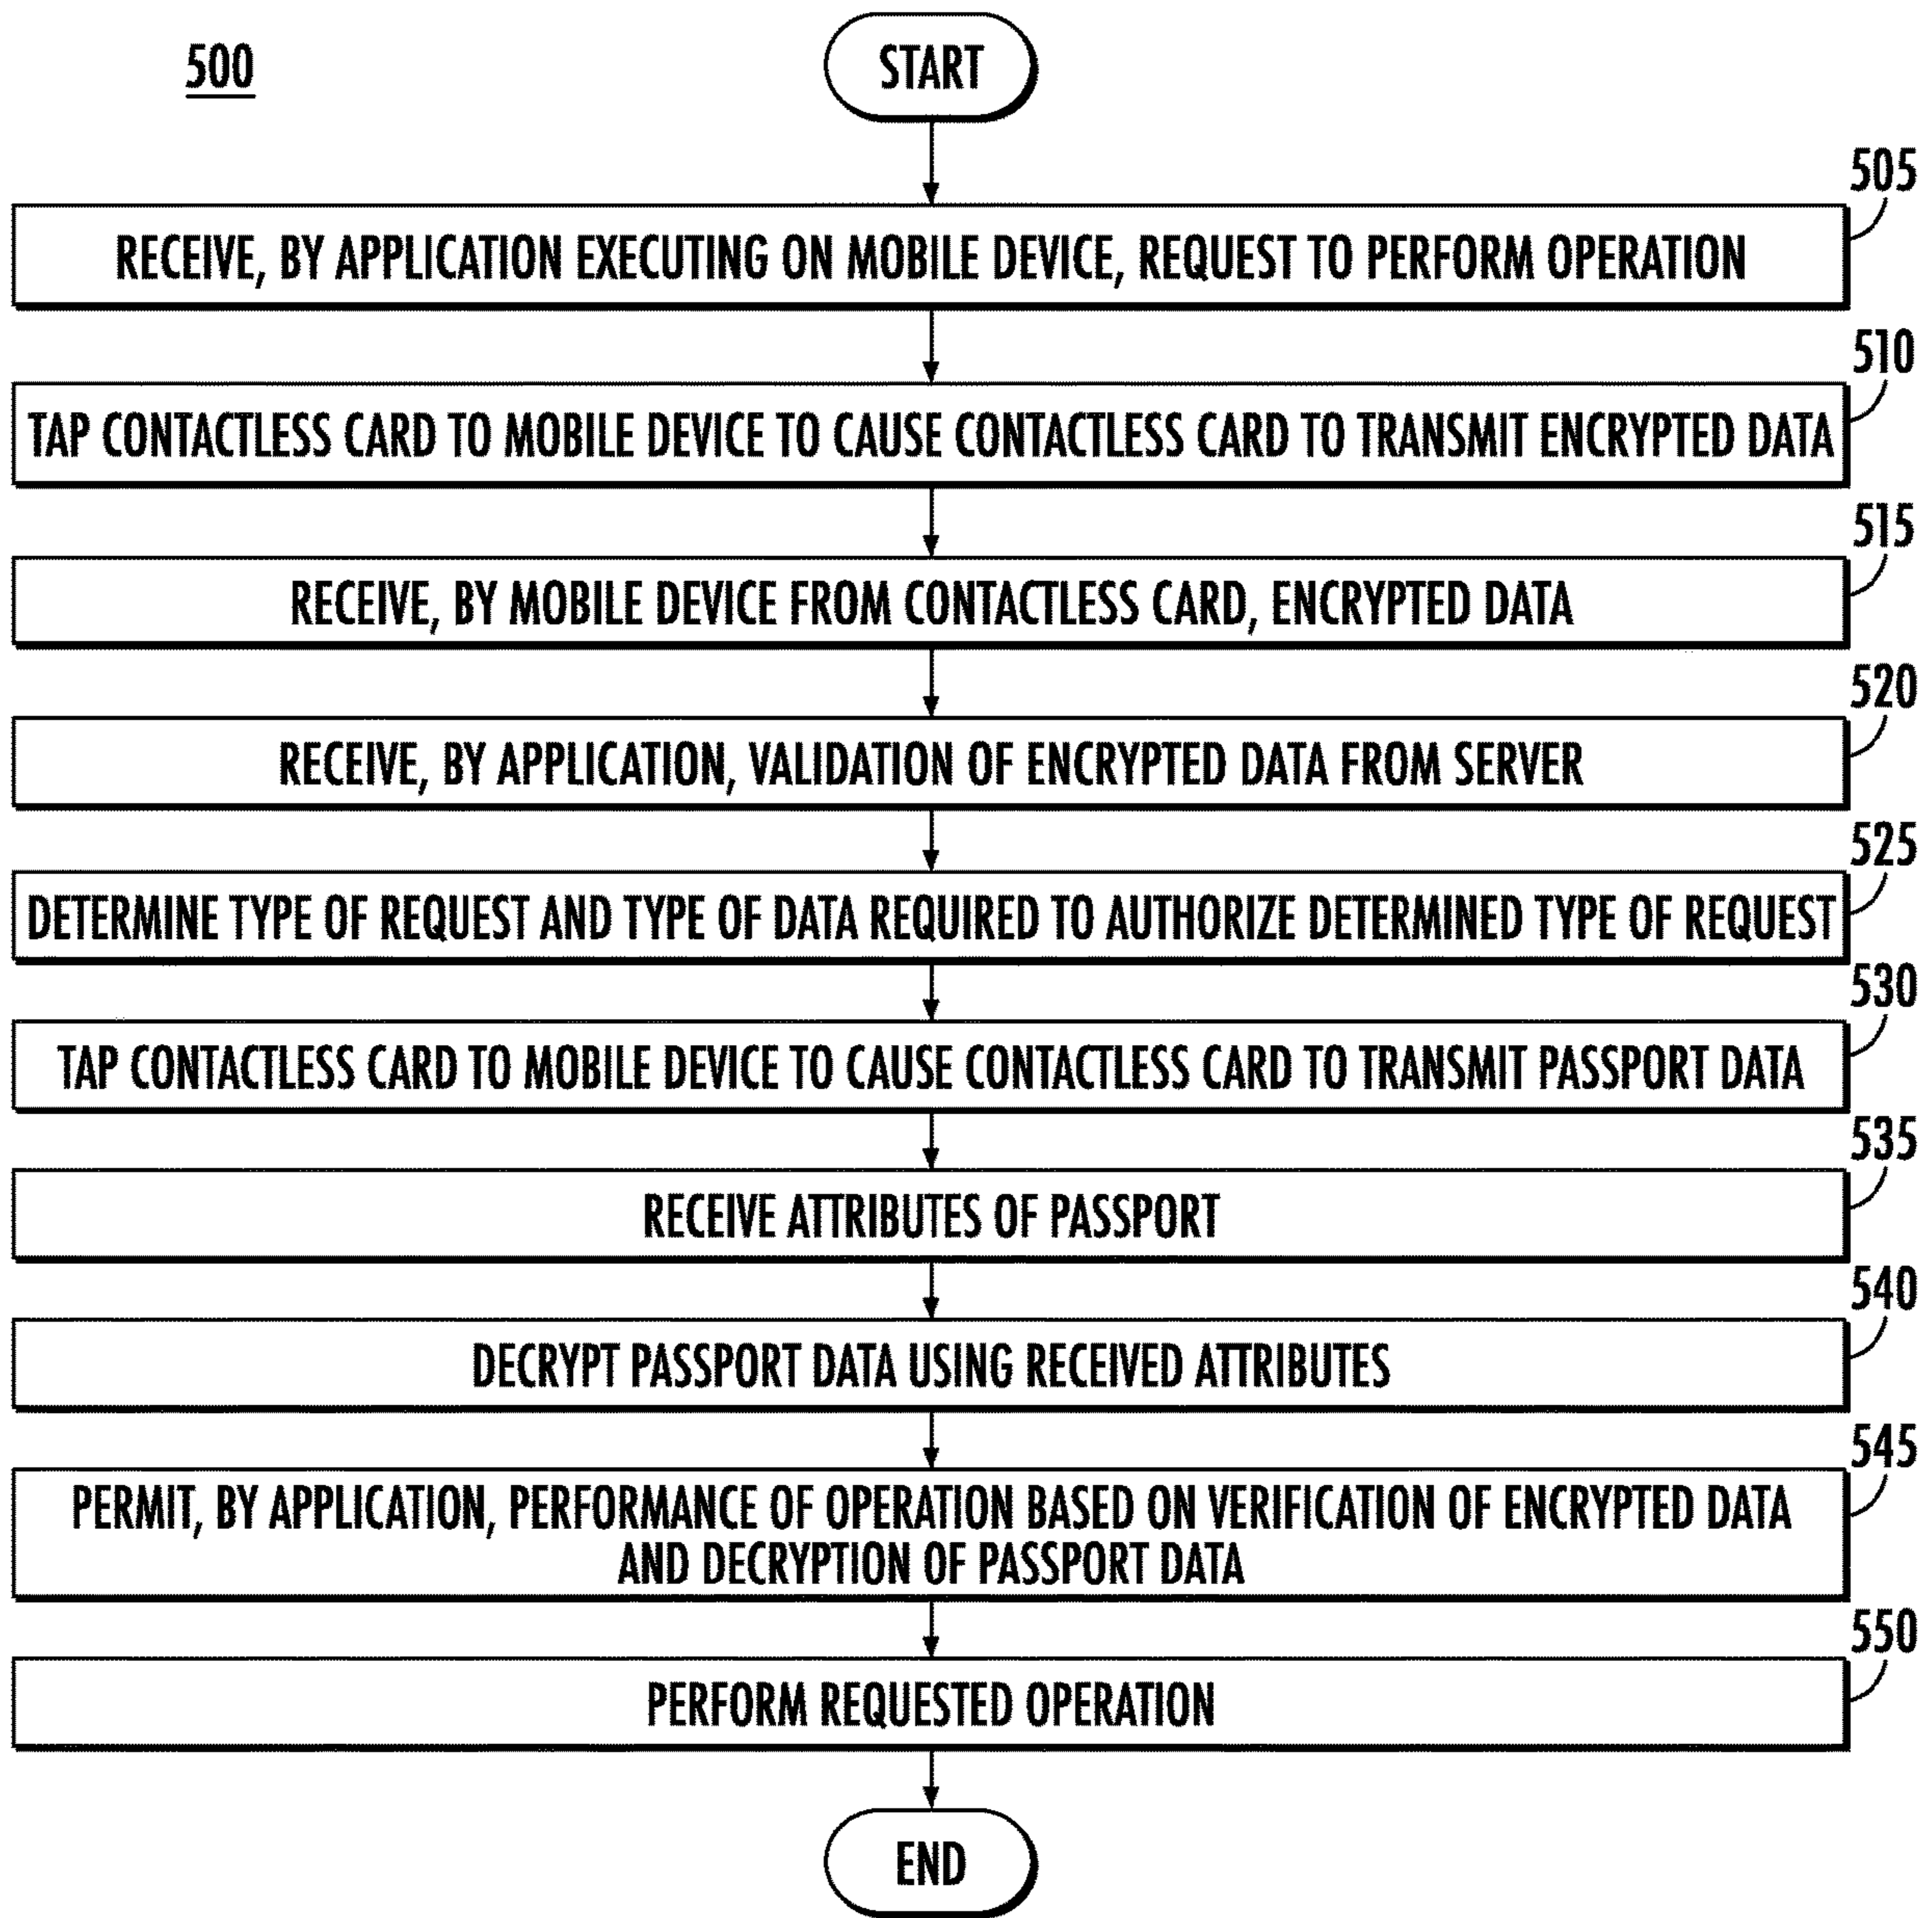 500
START
505
RECEIVE, BY APPLICATION EXECUTING ON MOBILE DEVICE, REQUEST TO PERFORM OPERATION
510
TAP CONTACTLESS CARD TO MOBILE DEVICE TO CAUSE CONTACTLESS CARD TO TRANSMIT ENCRYPTED DATA
515
RECEIVE, BY MOBILE DEVICE FROM CONTACTLESS CARD, ENCRYPTED DATA
520
RECEIVE, BY APPLICATION, VALIDATION OF ENCRYPTED DATA FROM SERVER
525
DETERMINE TYPE OF REQUEST AND TYPE OF DATA REQUIRED TO AUTHORIZE DETERMINED TYPE OF REQUEST
530
TAP CONTACTLESS CARD TO MOBILE DEVICE TO CAUSE CONTACTLESS CARD TO TRANSMIT PASSPORT DATA
535
RECEIVE ATTRIBUTES OF PASSPORT
540
DECRYPT PASSPORT DATA USING RECEIVED ATTRIBUTES
545
PERMIT, BY APPLICATION, PERFORMANCE OF OPERATION BASED ON VERIFICATION OF ENCRYPTED DATA
AND DECRYPTION OF PASSPORT DATA
550
PERFORM REQUESTED OPERATION
END